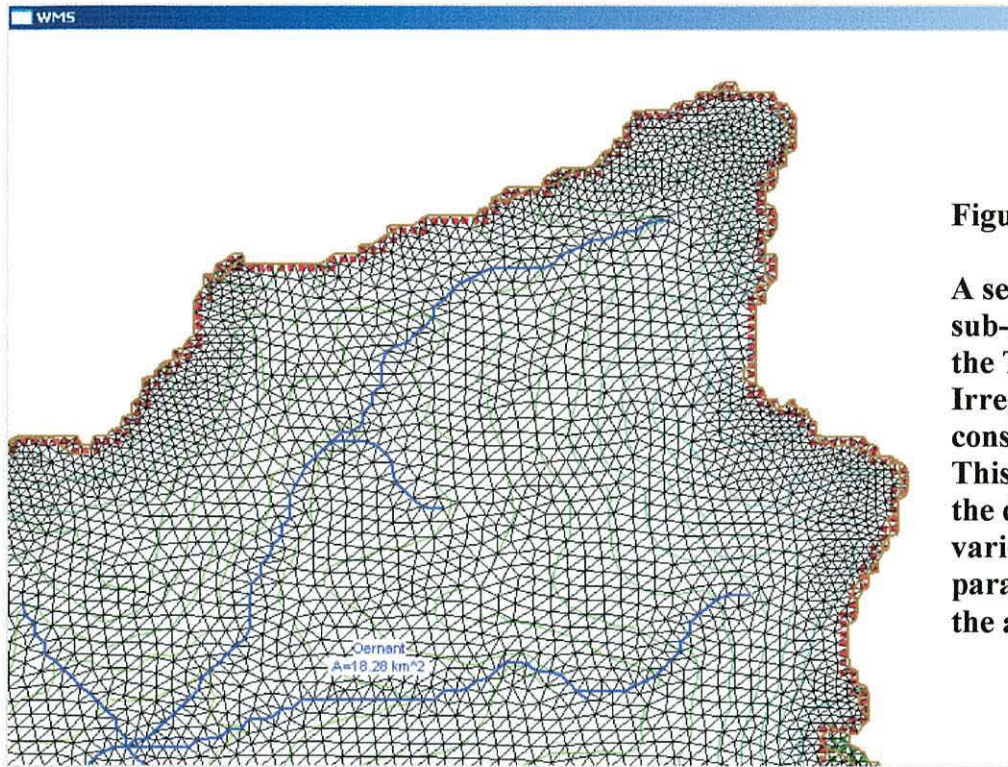 WMS
Figu
A se
sub-
the T
Irre
cons
This
the c
vari
para
the a
Oernant
A=18.28 km^2